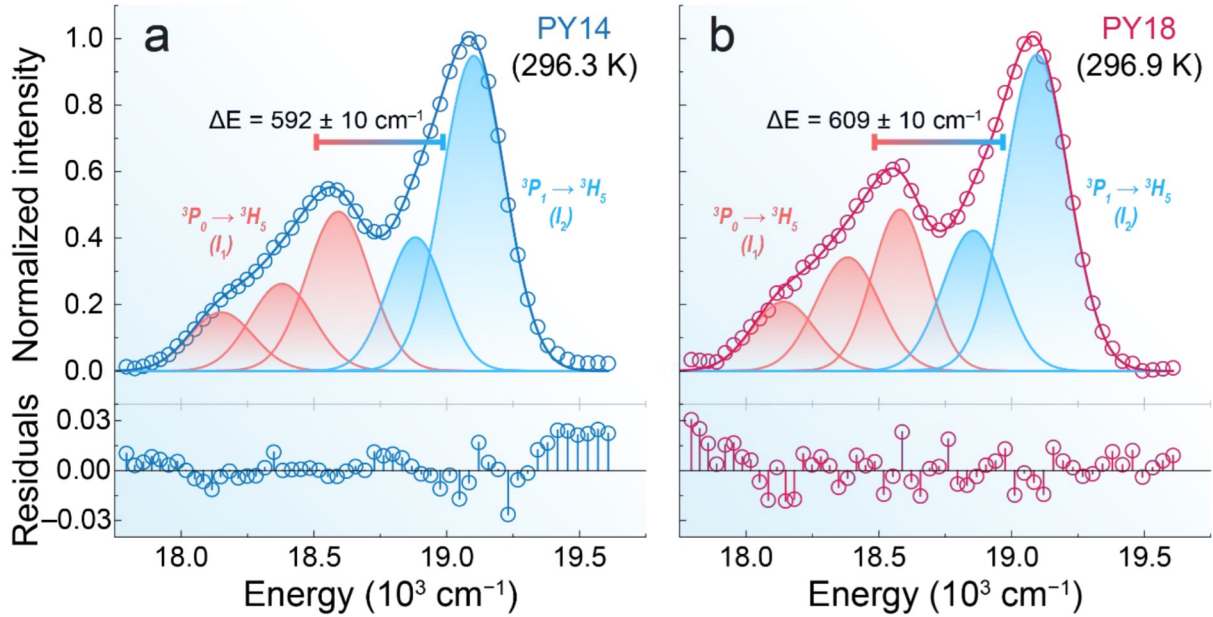 a
PY14
(296.3 K)
ΔE = 592 ± 10 cm⁻¹
³P₀ → ³H₅
(I₁)
³P₁ → ³H₅
(I₂)
Normalized intensity
1.0
0.8
0.6
0.4
0.2
0.0
Residuals
0.03
0.00
−0.03
18.0 18.5 19.0 19.5
Energy (10³ cm⁻¹)
b
PY18
(296.9 K)
ΔE = 609 ± 10 cm⁻¹
³P₀ → ³H₅
(I₁)
³P₁ → ³H₅
(I₂)
18.0 18.5 19.0 19.5
Energy (10³ cm⁻¹)